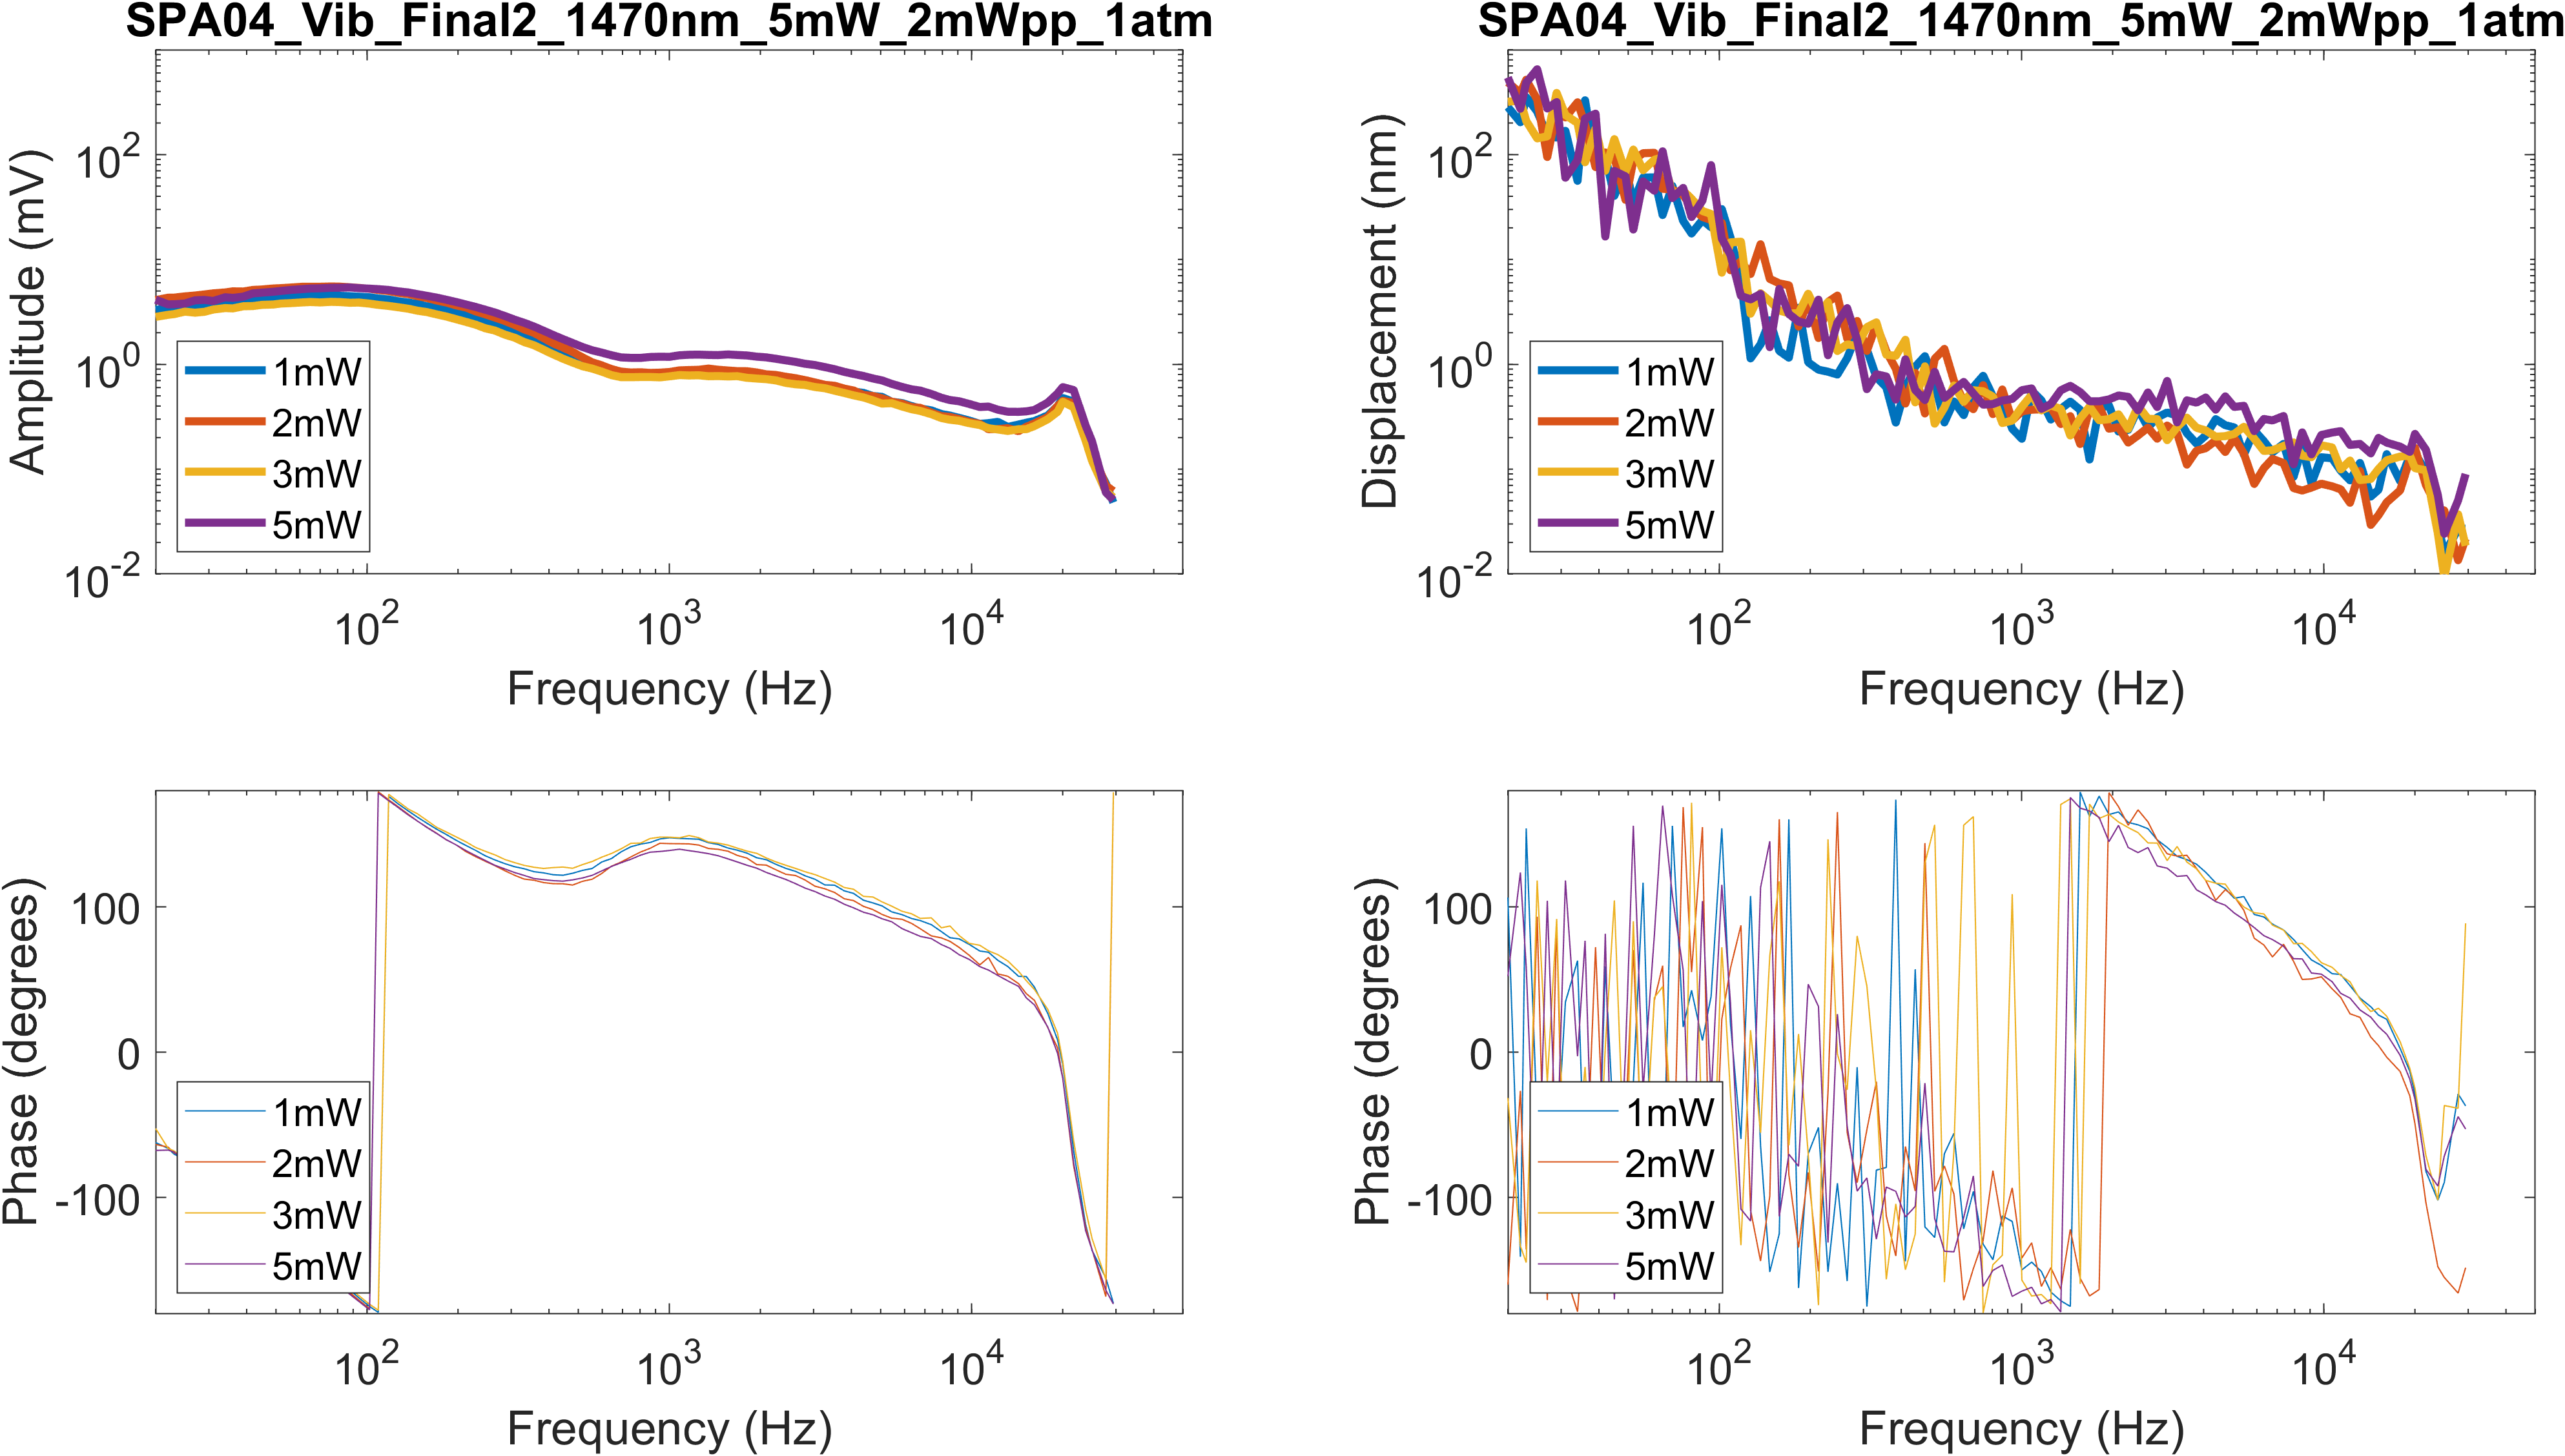 SPA04_Vib_Final2_1470nm_5mW_2mWpp_1atm
Amplitude (mV)
10^2
10^0
10^-2
1mW
2mW
3mW
5mW
10^2 10^3 10^4
Frequency (Hz)
SPA04_Vib_Final2_1470nm_5mW_2mWpp_1atm
Displacement (nm)
10^2
10^0
10^-2
1mW
2mW
3mW
5mW
10^2 10^3 10^4
Frequency (Hz)
Phase (degrees)
100
0
-100
1mW
2mW
3mW
5mW
10^2 10^3 10^4
Frequency (Hz)
Phase (degrees)
100
0
-100
1mW
2mW
3mW
5mW
10^2 10^3 10^4
Frequency (Hz)